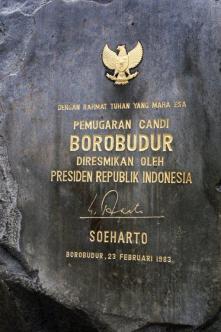 DENGAN RAHMAT TUHAN YANG MAHA ESA
PEMUGARAN CANDI
BOROBUDUR
DIRESMIKAN OLEH
PRESIDEN REPUBLIK INDONESIA
SOEHARTO
BOROBUDUR, 23 FEBRUARI 1983